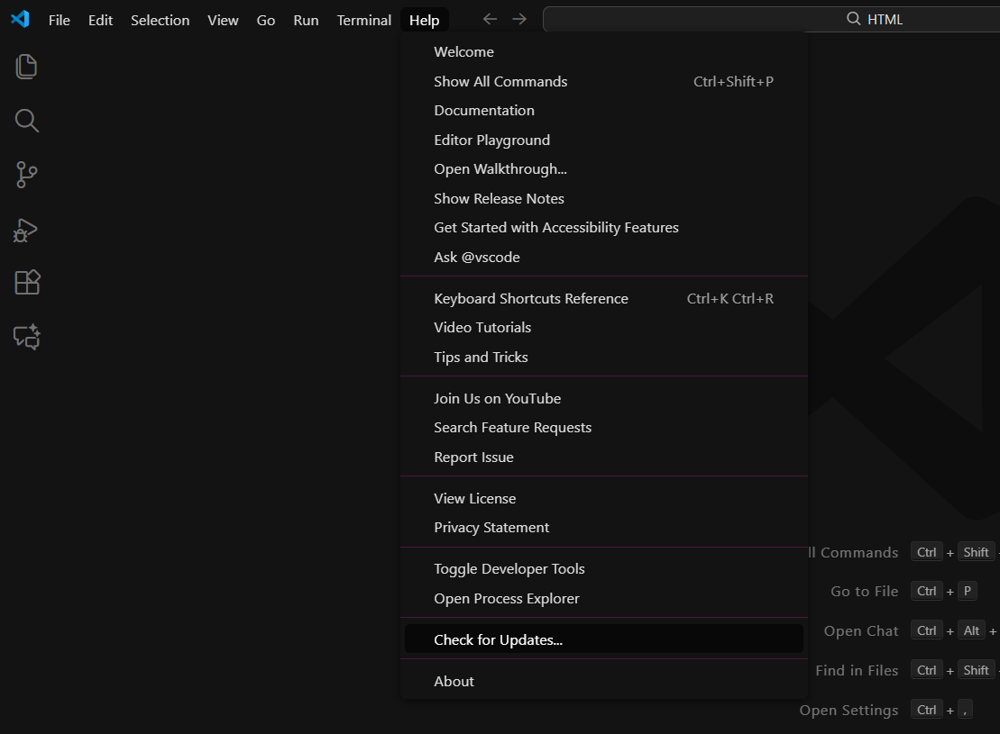 File Edit Selection View Go Run Terminal Help HTML
Welcome
Show All Commands Ctrl+Shift+P
Documentation
Editor Playground
Open Walkthrough...
Show Release Notes
Get Started with Accessibility Features
Ask @vscode
Keyboard Shortcuts Reference Ctrl+K Ctrl+R
Video Tutorials
Tips and Tricks
Join Us on YouTube
Search Feature Requests
Report Issue
View License
Privacy Statement
ll Commands Ctrl + Shift
Toggle Developer Tools
Go to File Ctrl + P
Open Process Explorer
Open Chat Ctrl + Alt +
Check for Updates...
Find in Files Ctrl + Shift
About
Open Settings Ctrl + ,